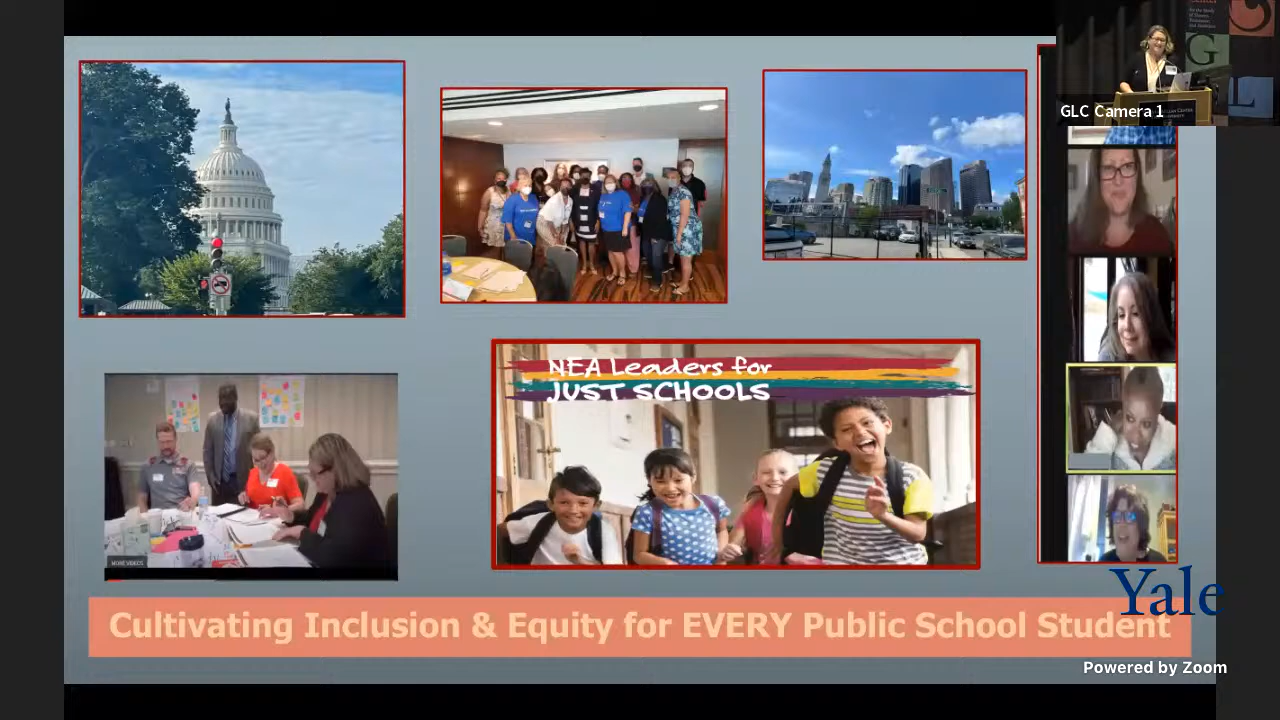 GLC Camera 1
NEA Leaders for
JUST SCHOOLS
MORE VIDEOS
Cultivating Inclusion & Equity for EVERY Public School Student
Yale
Powered by Zoom